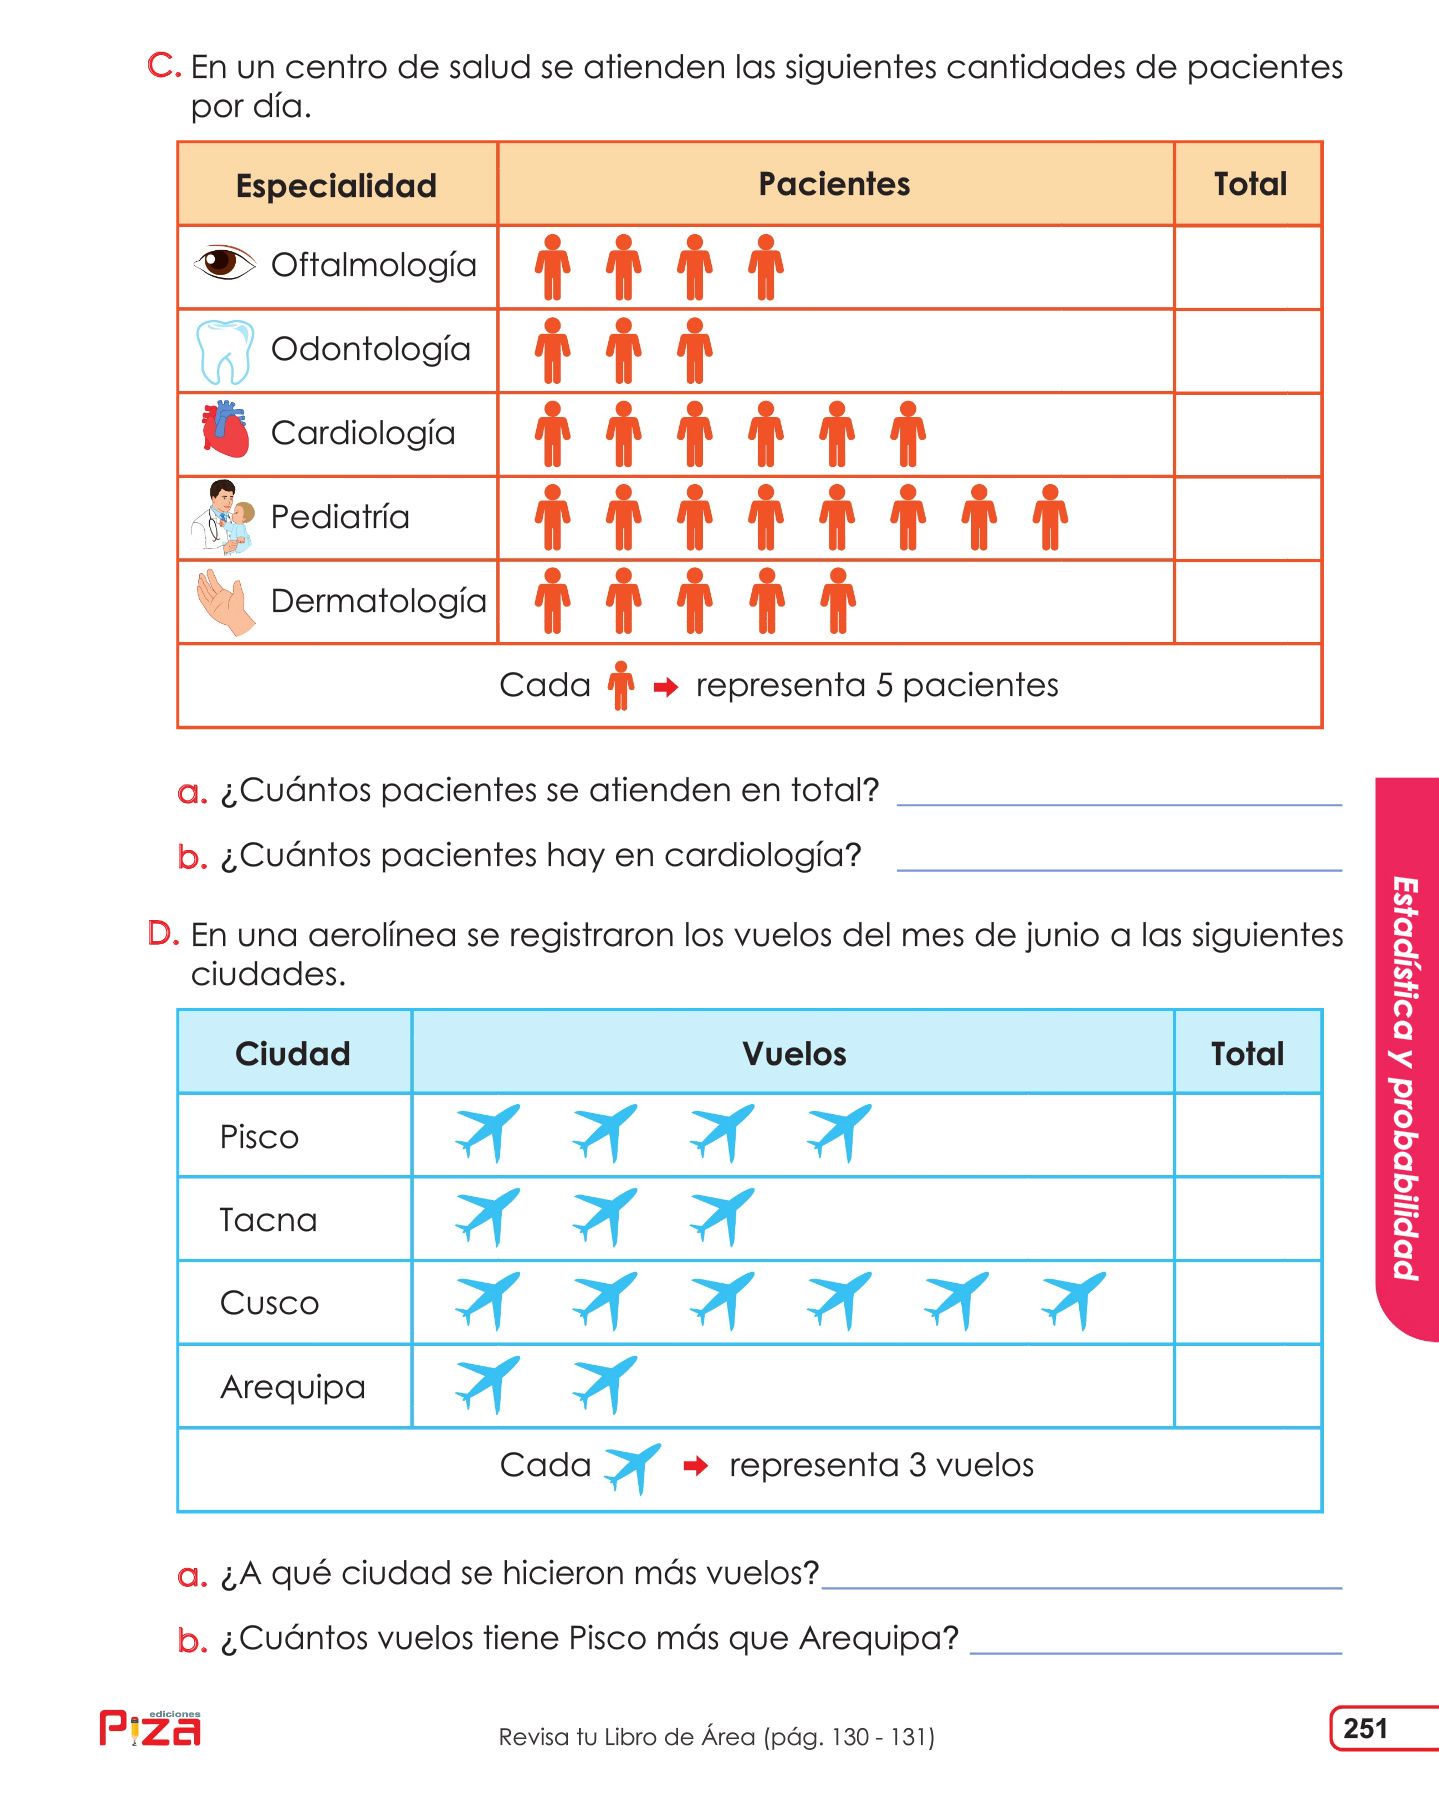 C. En un centro de salud se atienden las siguientes cantidades de pacientes
por día.
Especialidad Pacientes Total
Oftalmología
Odontología
Cardiología
Pediatría
Dermatología
Cada representa 5 pacientes
a. ¿Cuántos pacientes se atienden en total?
b. ¿Cuántos pacientes hay en cardiología?
D. En una aerolínea se registraron los vuelos del mes de junio a las siguientes
ciudades.
Ciudad Vuelos Total
Pisco
Tacna
Cusco
Arequipa
Cada representa 3 vuelos
a. ¿A qué ciudad se hicieron más vuelos?
b. ¿Cuántos vuelos tiene Pisco más que Arequipa?
Estadística y probabilidad
ediciones
Piza
Revisa tu Libro de Área (pág. 130 - 131)
251